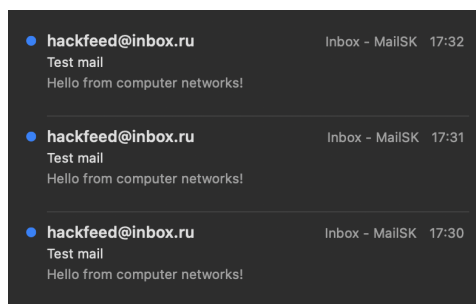 hackfeed@inbox.ru Inbox - MailSK 17:32
Test mail
Hello from computer networks!
hackfeed@inbox.ru Inbox - MailSK 17:31
Test mail
Hello from computer networks!
hackfeed@inbox.ru Inbox - MailSK 17:30
Test mail
Hello from computer networks!